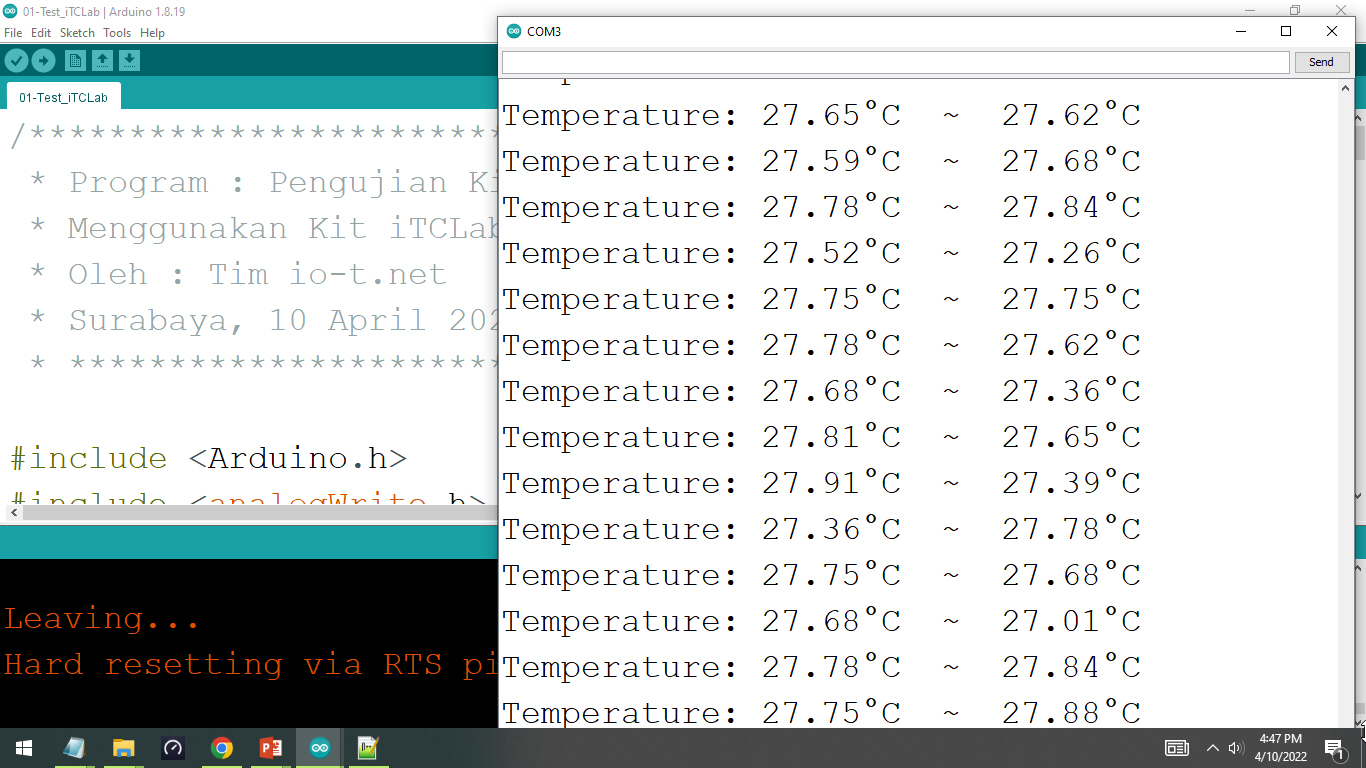 01-Test_iTCLab | Arduino 1.8.19
File Edit Sketch Tools Help
01-Test_iTCLab
/************************
* Program : Pengujian
* Menggunakan Kit iTCLab
* Oleh : Tim io-t.net
* Surabaya, 10 April
* **********************
#include <Arduino.h>
#include <analogWrite.h>
Leaving...
Hard resetting via RTS
COM3
Send
Temperature: 27.65°C ~ 27.62°C
Temperature: 27.59°C ~ 27.68°C
Temperature: 27.78°C ~ 27.84°C
Temperature: 27.52°C ~ 27.26°C
Temperature: 27.75°C ~ 27.75°C
Temperature: 27.78°C ~ 27.62°C
Temperature: 27.68°C ~ 27.36°C
Temperature: 27.81°C ~ 27.65°C
Temperature: 27.91°C ~ 27.39°C
Temperature: 27.36°C ~ 27.78°C
Temperature: 27.75°C ~ 27.68°C
Temperature: 27.68°C ~ 27.01°C
Temperature: 27.78°C ~ 27.84°C
Temperature: 27.75°C ~ 27.88°C
4:47 PM
4/10/2022
1